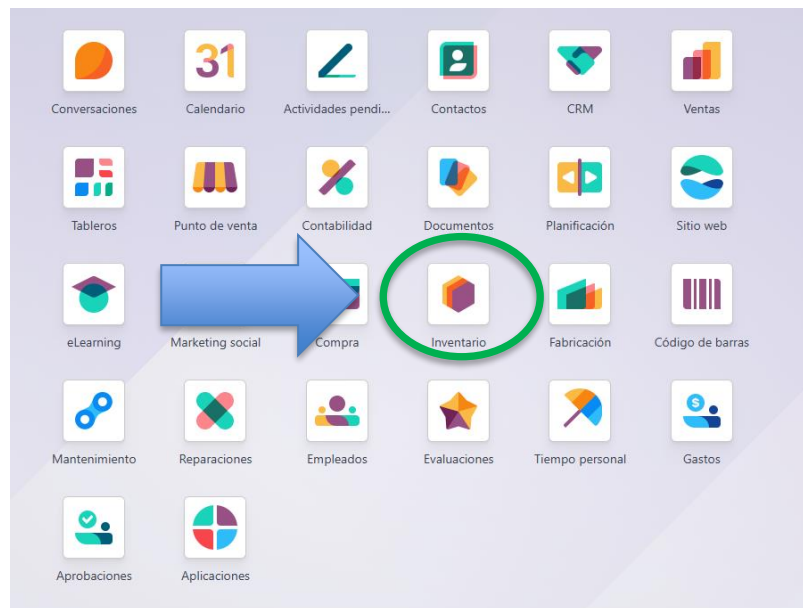 31
Conversaciones Calendario Actividades pendi... Contactos CRM Ventas
Tableros Punto de venta Contabilidad Documentos Planificación Sitio web
eLearning Marketing social Compra Inventario Fabricación Código de barras
$
Mantenimiento Reparaciones Empleados Evaluaciones Tiempo personal Gastos
Aprobaciones Aplicaciones